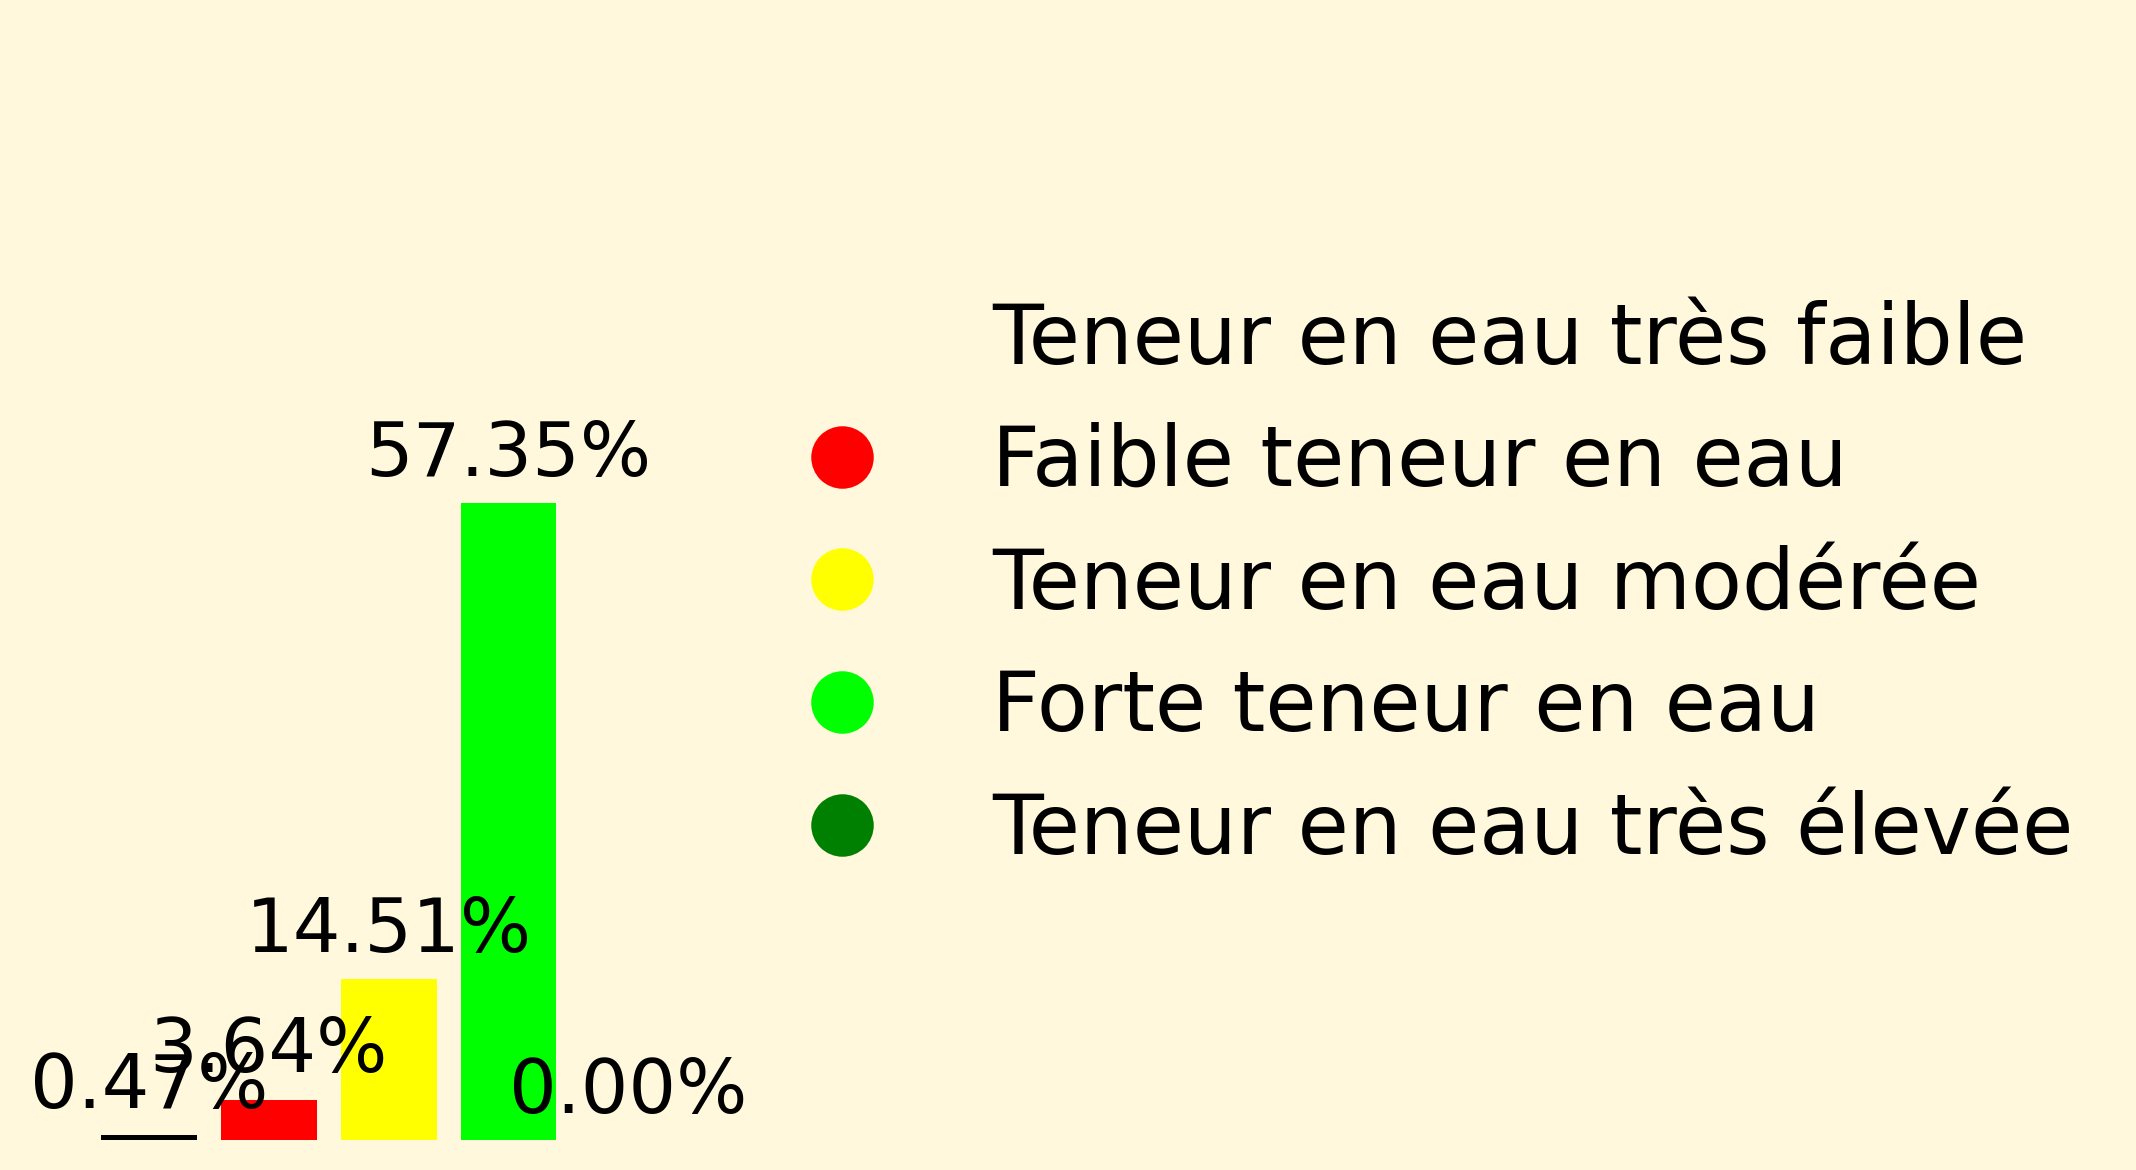 Teneur en eau très faible
57.35%
Faible teneur en eau
Teneur en eau modérée
Forte teneur en eau
Teneur en eau très élevée
14.51%
3.64%
0.47%
0.00%